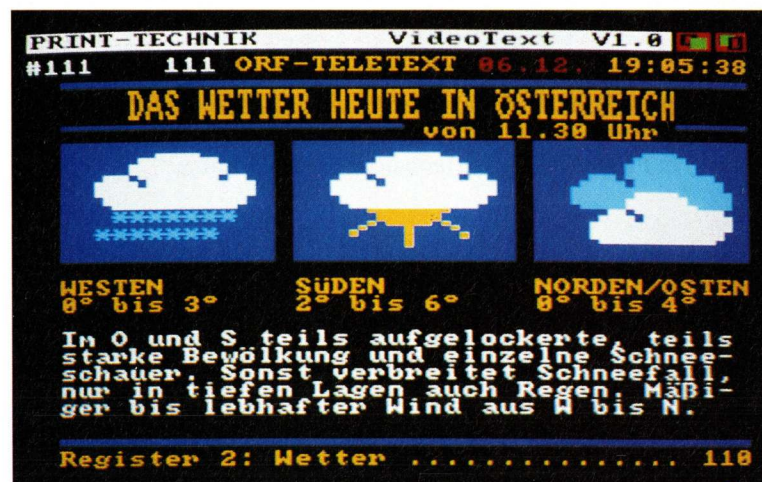 PRINT-TECHNIK VideoText V1.0
#111 111 ORF-TELETEXT 06.12. 19:05:38
DAS WETTER HEUTE IN ÖSTERREICH
von 11.30 Uhr
WESTEN SüDEN NORDEN/OSTEN
0° bis 3° 2° bis 6° 0° bis 4°
Im O und S teils aufgelockerte, teils
starke Bewölkung und einzelne Schnee-
schauer. Sonst verbreitet Schneefall,
nur in tiefen Lagen auch Regen. Mäßi-
ger bis lebhafter Wind aus W bis N.
Register 2: Wetter ................ 110